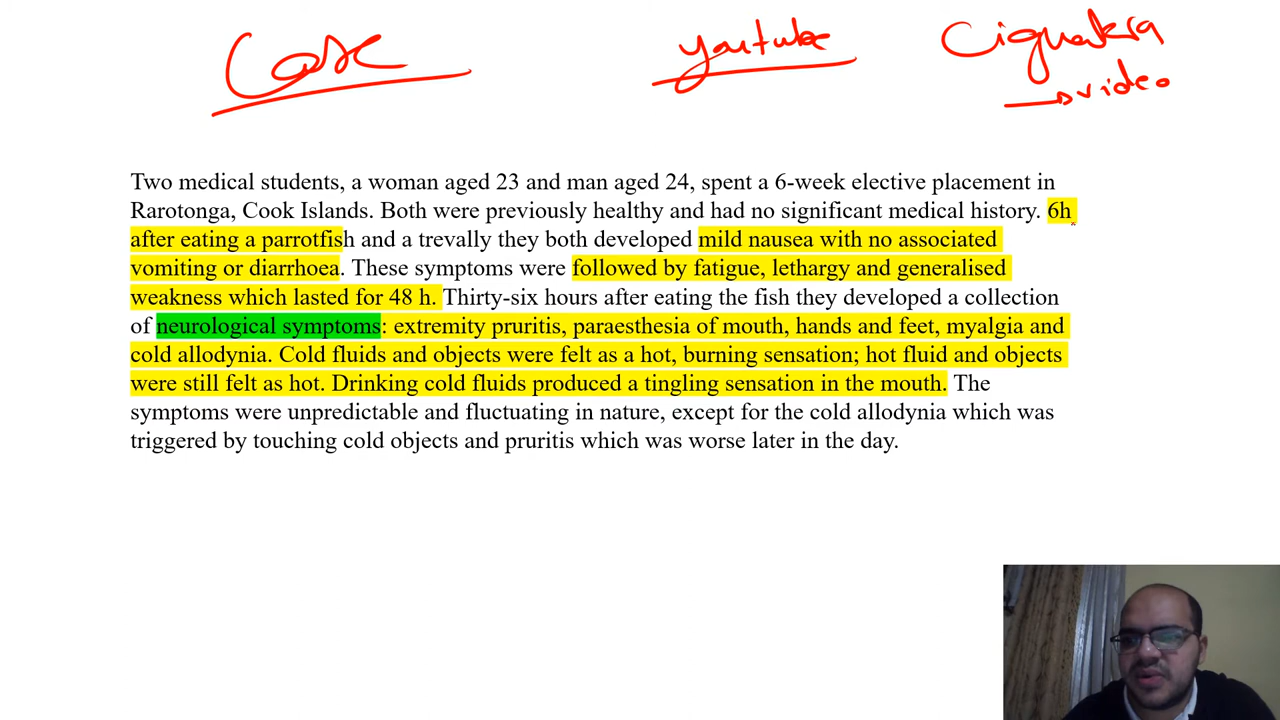 Case youtube Ciguatera
video
Two medical students, a woman aged 23 and man aged 24, spent a 6-week elective placement in
Rarotonga, Cook Islands. Both were previously healthy and had no significant medical history. 6h
after eating a parrotfish and a trevally they both developed mild nausea with no associated
vomiting or diarrhoea. These symptoms were followed by fatigue, lethargy and generalised
weakness which lasted for 48 h. Thirty-six hours after eating the fish they developed a collection
of neurological symptoms: extremity pruritis, paraesthesia of mouth, hands and feet, myalgia and
cold allodynia. Cold fluids and objects were felt as a hot, burning sensation; hot fluid and objects
were still felt as hot. Drinking cold fluids produced a tingling sensation in the mouth. The
symptoms were unpredictable and fluctuating in nature, except for the cold allodynia which was
triggered by touching cold objects and pruritis which was worse later in the day.